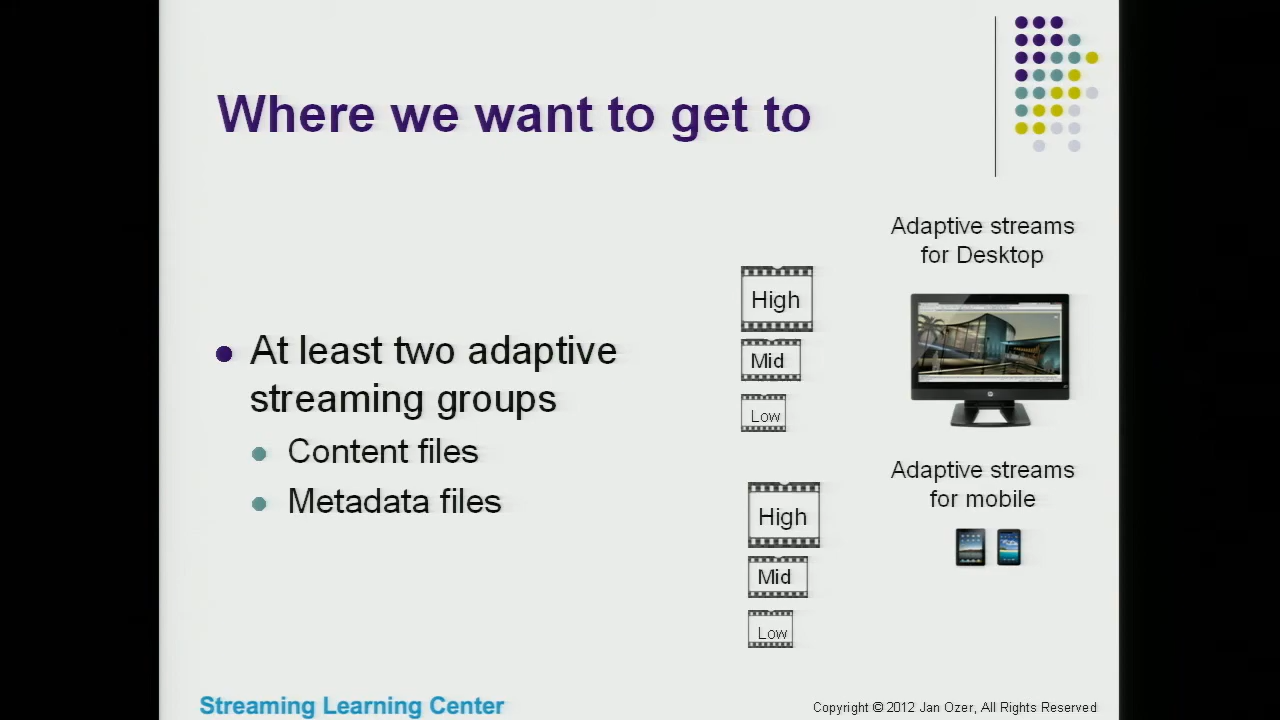 Where we want to get to
At least two adaptive
streaming groups
Content files
Metadata files
Adaptive streams
for Desktop
High
Mid
Low
Adaptive streams
for mobile
High
Mid
Low
Streaming Learning Center
Copyright © 2012 Jan Ozer, All Rights Reserved